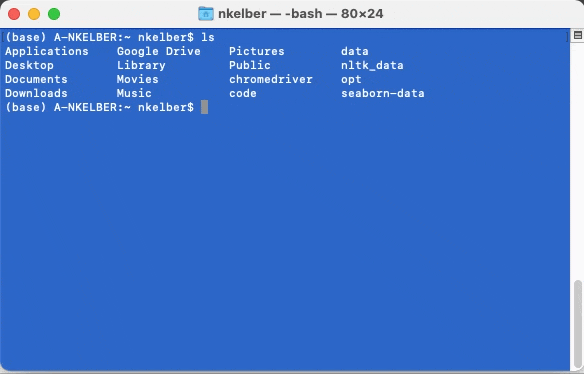 nkelber — -bash — 80×24
(base) A-NKELBER:~ nkelber$ ls
Applications Google Drive Pictures data
Desktop Library Public nltk_data
Documents Movies chromedriver opt
Downloads Music code seaborn-data
(base) A-NKELBER:~ nkelber$